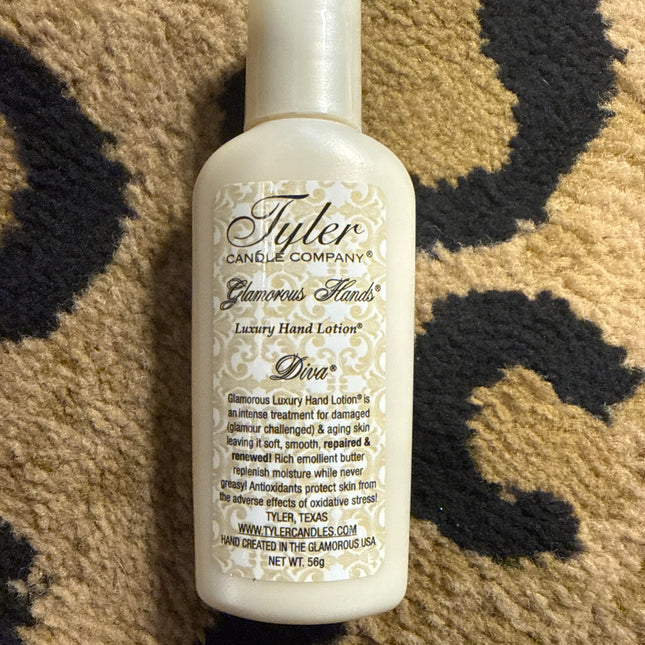 Tyler
CANDLE COMPANY®
Glamorous Hands®
Luxury Hand Lotion®
Diva®
Glamorous Luxury Hand Lotion® is
an intense treatment for damaged
(glamour challenged) & aging skin
leaving it soft, smooth, repaired &
renewed! Rich emollient butter
replenish moisture while never
greasy! Antioxidants protect skin from
the adverse effects of oxidative stress!
TYLER, TEXAS
WWW.TYLERCANDLES.COM
HAND CREATED IN THE GLAMOROUS USA
NET WT. 56g